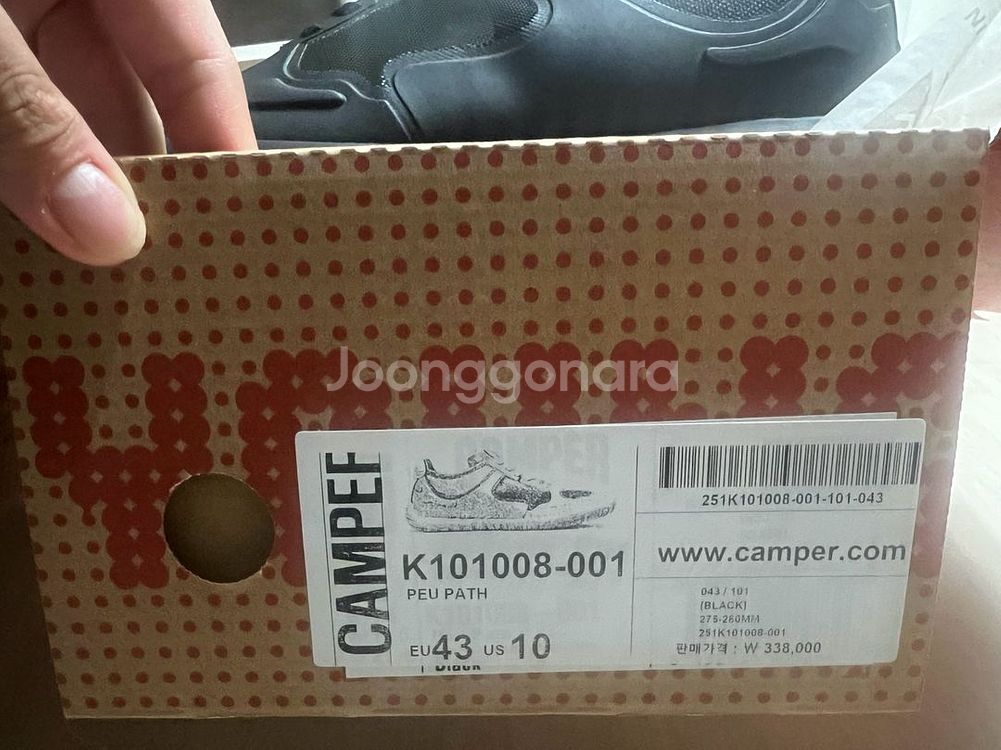 Joonggonara
CAMPER
K101008-001
PEU PATH
EU 43 US 10
251K101008-001-101-043
www.camper.com
043 / 101
(BLACK)
275-280MM
251K101008-001
판매가격 : ₩ 338,000
Black